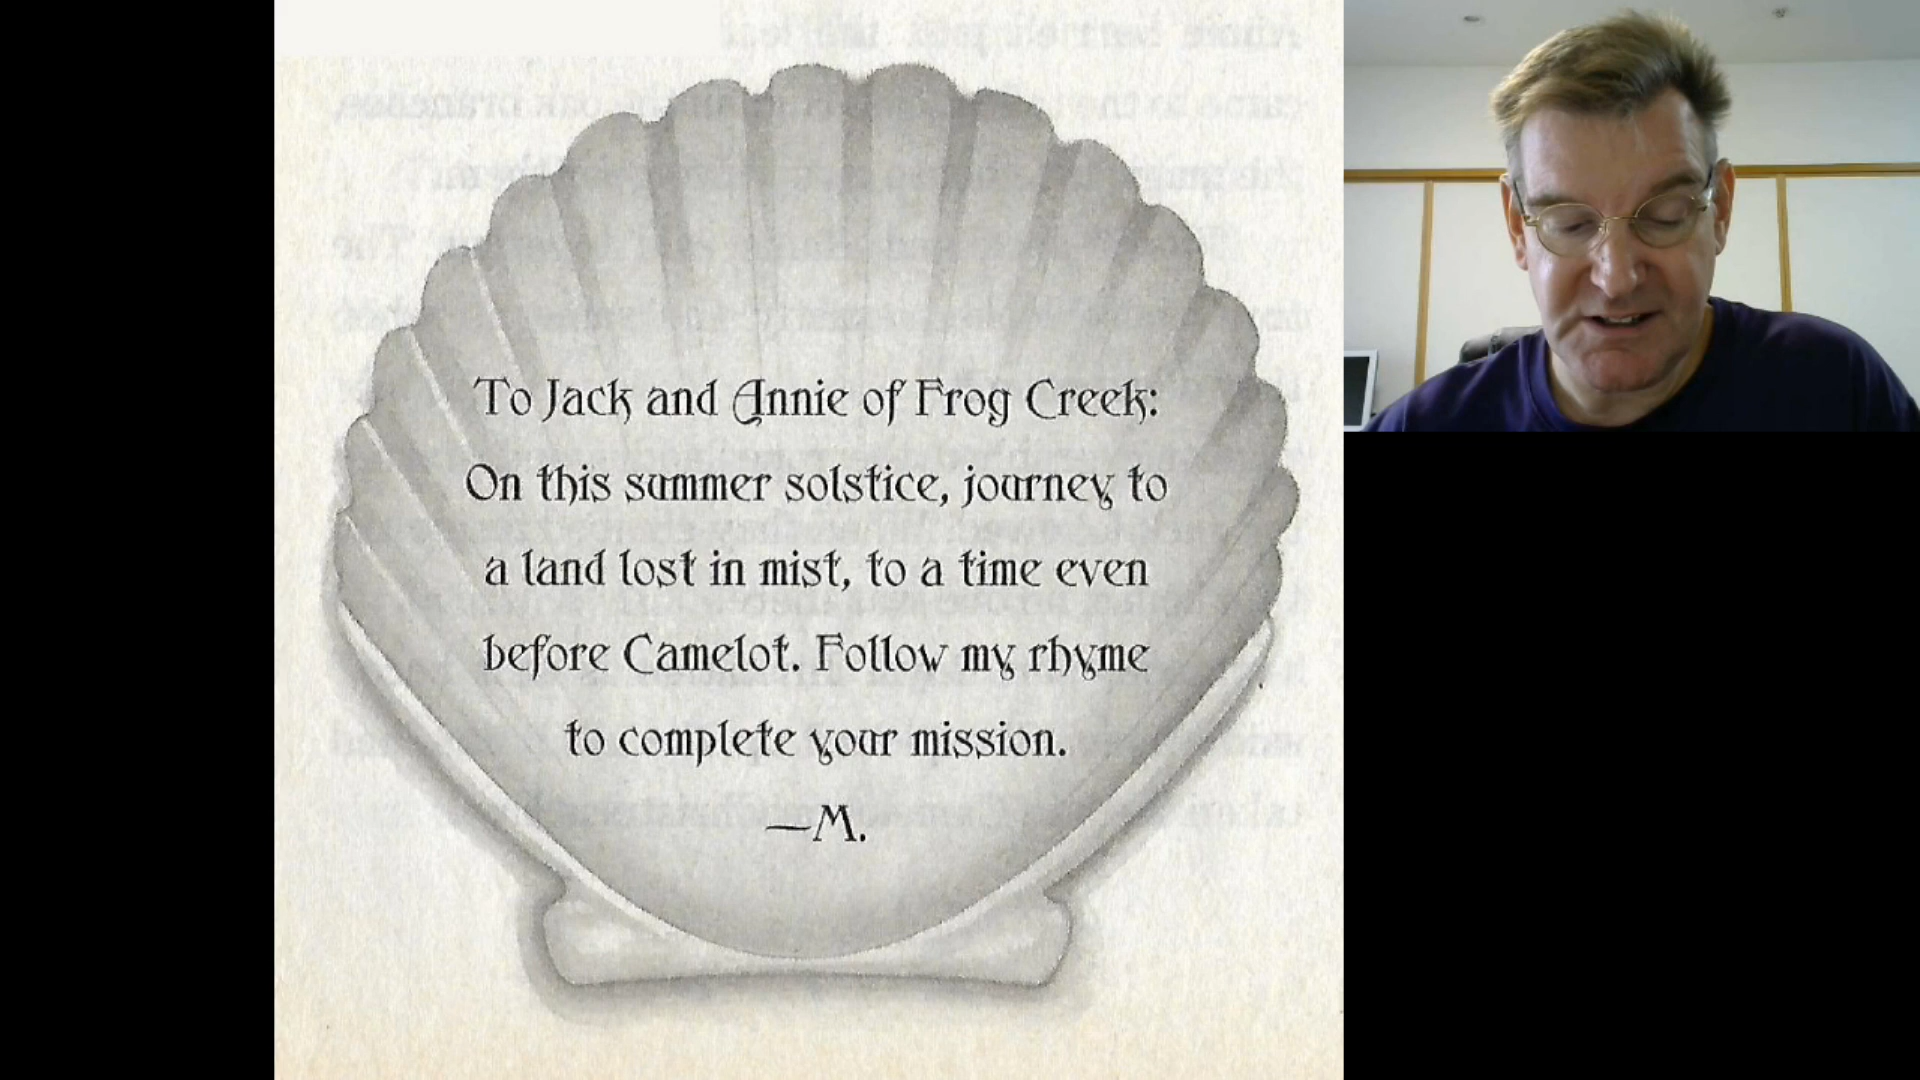 To Jack and Annie of Frog Creek:
On this summer solstice, journey to
a land lost in mist, to a time even
before Camelot. Follow my rhyme
to complete your mission.
—M.